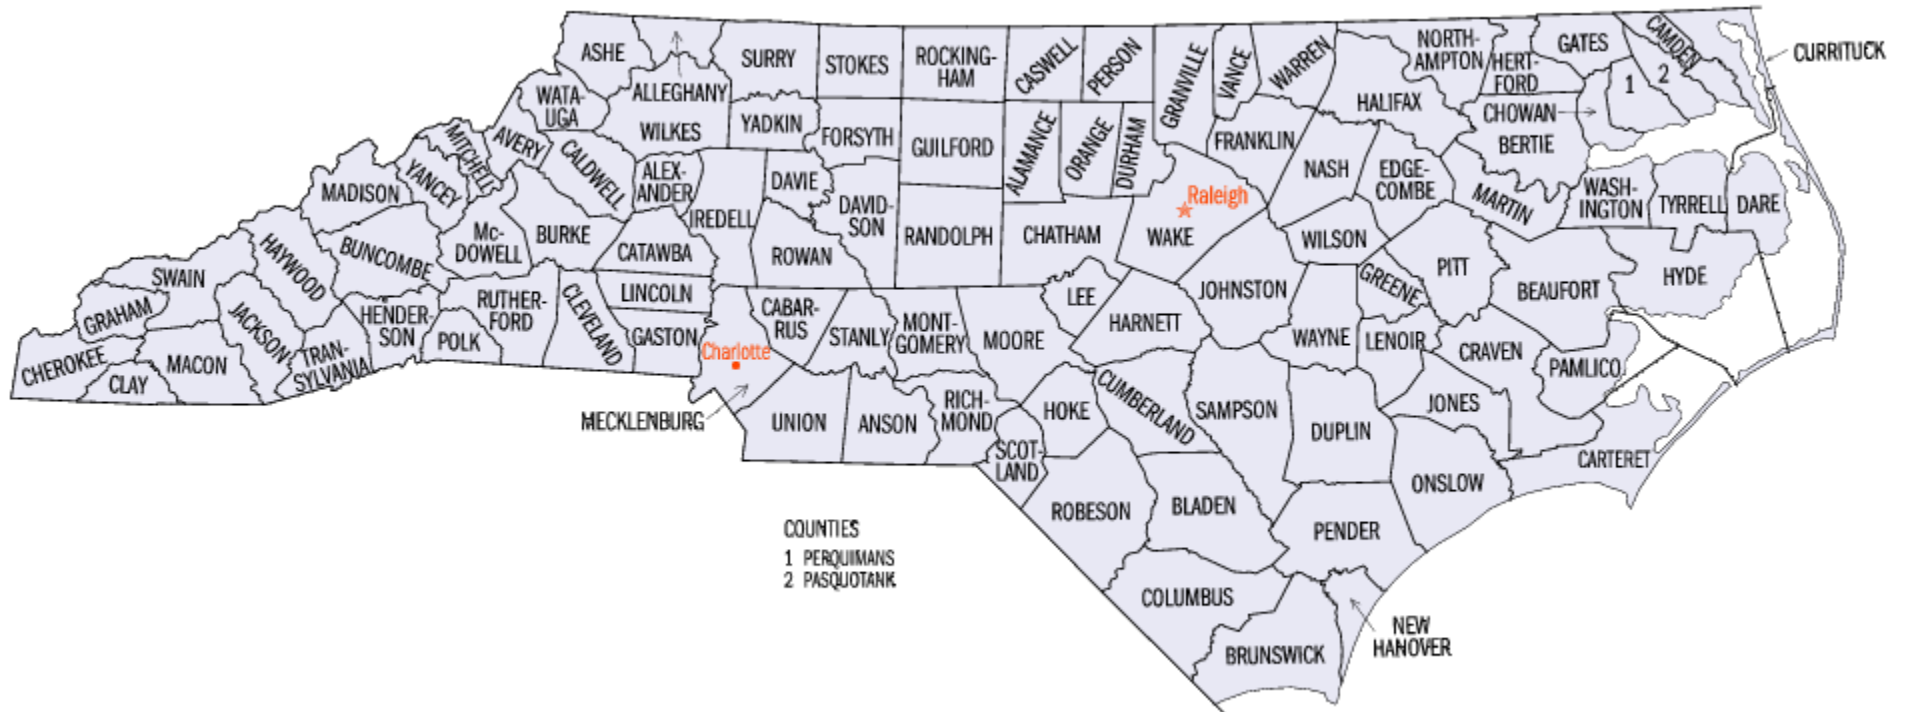 ASHE
ALLEGHANY
SURRY
STOKES
ROCKING-
HAM
CASWELL
PERSON
GRANVILLE
VANCE
WARREN
NORTH-
AMPTON
HERT-
FORD
GATES
CAMDEN
CURRITUCK
WATA-
UGA
WILKES
YADKIN
FORSYTH
GUILFORD
ALAMANCE
ORANGE
DURHAM
FRANKLIN
HALIFAX
CHOWAN
BERTIE
1
2
MITCHELL
AVERY
CALDWELL
ALEX-
ANDER
IREDELL
DAVIE
DAVID-
SON
RANDOLPH
CHATHAM
Raleigh
WAKE
NASH
EDGE-
COMBE
MARTIN
WASH-
INGTON
TYRRELL
DARE
MADISON
YANCEY
Mc-
DOWELL
BURKE
CATAWBA
ROWAN
WILSON
PITT
BEAUFORT
HYDE
HAYWOOD
BUNCOMBE
SWAIN
GRAHAM
JACKSON
HENDER-
SON
RUTHER-
FORD
POLK
CLEVELAND
LINCOLN
GASTON
CABAR-
RUS
STANLY
MONT-
GOMERY
MOORE
LEE
HARNETT
JOHNSTON
GREENE
WAYNE
LENOIR
CRAVEN
PAMLICO
CHEROKEE
CLAY
MACON
TRAN-
SYLVANIA
Charlotte
MECKLENBURG
UNION
ANSON
RICH-
MOND
SCOT-
LAND
HOKE
CUMBERLAND
SAMPSON
DUPLIN
JONES
ONSLOW
CARTERET
ROBESON
BLADEN
PENDER
COLUMBUS
BRUNSWICK
NEW
HANOVER
COUNTIES
1 PERQUIMANS
2 PASQUOTANK